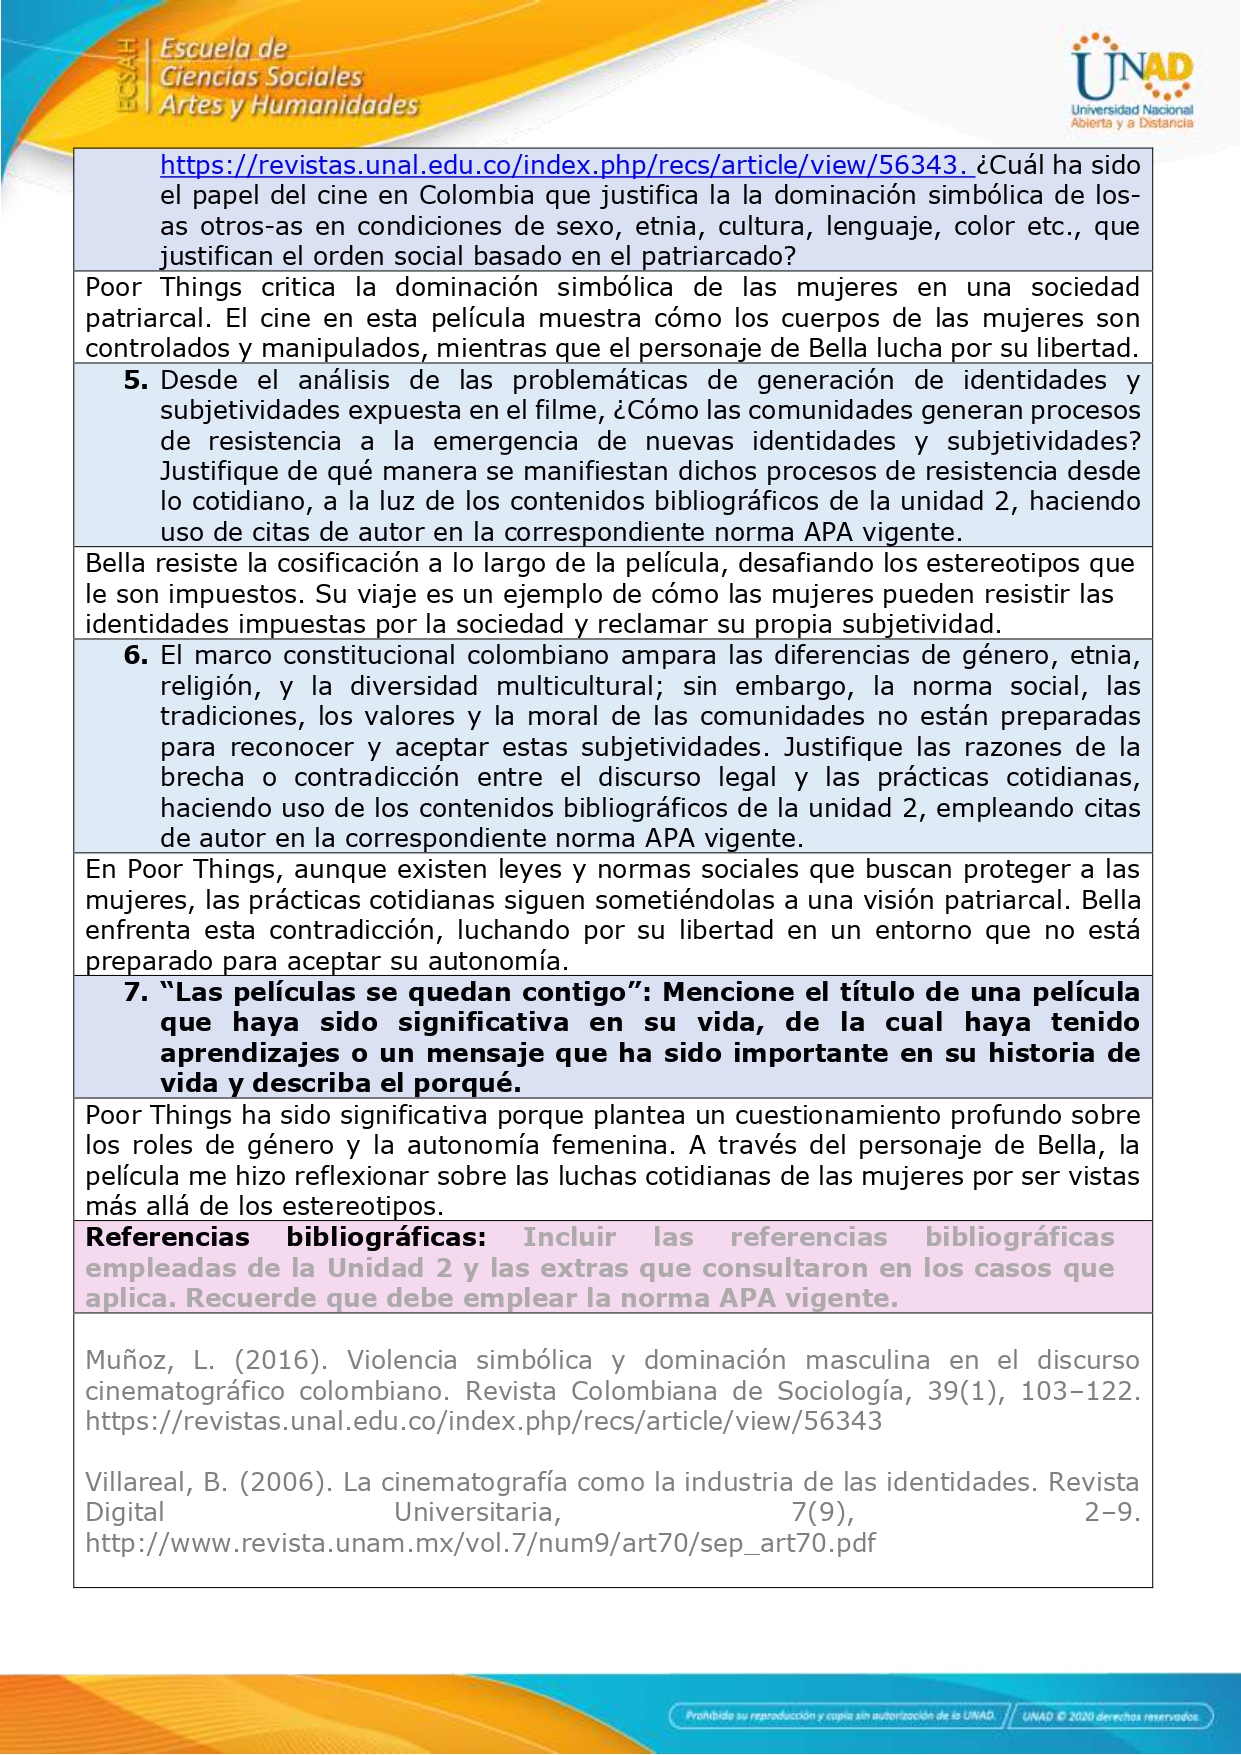 ECSAH
Escuela de
Ciencias Sociales
Artes y Humanidades
UNAD
Universidad Nacional
Abierta y a Distancia
https://revistas.unal.edu.co/index.php/recs/article/view/56343. ¿Cuál ha sido
el papel del cine en Colombia que justifica la la dominación simbólica de los-
as otros-as en condiciones de sexo, etnia, cultura, lenguaje, color etc., que
justifican el orden social basado en el patriarcado?
Poor Things critica la dominación simbólica de las mujeres en una sociedad
patriarcal. El cine en esta película muestra cómo los cuerpos de las mujeres son
controlados y manipulados, mientras que el personaje de Bella lucha por su libertad.
5. Desde el análisis de las problemáticas de generación de identidades y
subjetividades expuesta en el filme, ¿Cómo las comunidades generan procesos
de resistencia a la emergencia de nuevas identidades y subjetividades?
Justifique de qué manera se manifiestan dichos procesos de resistencia desde
lo cotidiano, a la luz de los contenidos bibliográficos de la unidad 2, haciendo
uso de citas de autor en la correspondiente norma APA vigente.
Bella resiste la cosificación a lo largo de la película, desafiando los estereotipos que
le son impuestos. Su viaje es un ejemplo de cómo las mujeres pueden resistir las
identidades impuestas por la sociedad y reclamar su propia subjetividad.
6. El marco constitucional colombiano ampara las diferencias de género, etnia,
religión, y la diversidad multicultural; sin embargo, la norma social, las
tradiciones, los valores y la moral de las comunidades no están preparadas
para reconocer y aceptar estas subjetividades. Justifique las razones de la
brecha o contradicción entre el discurso legal y las prácticas cotidianas,
haciendo uso de los contenidos bibliográficos de la unidad 2, empleando citas
de autor en la correspondiente norma APA vigente.
En Poor Things, aunque existen leyes y normas sociales que buscan proteger a las
mujeres, las prácticas cotidianas siguen sometiéndolas a una visión patriarcal. Bella
enfrenta esta contradicción, luchando por su libertad en un entorno que no está
preparado para aceptar su autonomía.
7. “Las películas se quedan contigo”: Mencione el título de una película
que haya sido significativa en su vida, de la cual haya tenido
aprendizajes o un mensaje que ha sido importante en su historia de
vida y describa el porqué.
Poor Things ha sido significativa porque plantea un cuestionamiento profundo sobre
los roles de género y la autonomía femenina. A través del personaje de Bella, la
película me hizo reflexionar sobre las luchas cotidianas de las mujeres por ser vistas
más allá de los estereotipos.
Referencias bibliográficas: Incluir las referencias bibliográficas
empleadas de la Unidad 2 y las extras que consultaron en los casos que
aplica. Recuerde que debe emplear la norma APA vigente.
Muñoz, L. (2016). Violencia simbólica y dominación masculina en el discurso
cinematográfico colombiano. Revista Colombiana de Sociología, 39(1), 103–122.
https://revistas.unal.edu.co/index.php/recs/article/view/56343
Villareal, B. (2006). La cinematografía como la industria de las identidades. Revista
Digital Universitaria, 7(9), 2–9.
http://www.revista.unam.mx/vol.7/num9/art70/sep_art70.pdf
Prohibida su reproducción y copia sin autorización de la UNAD. // UNAD © 2020 derechos reservados.